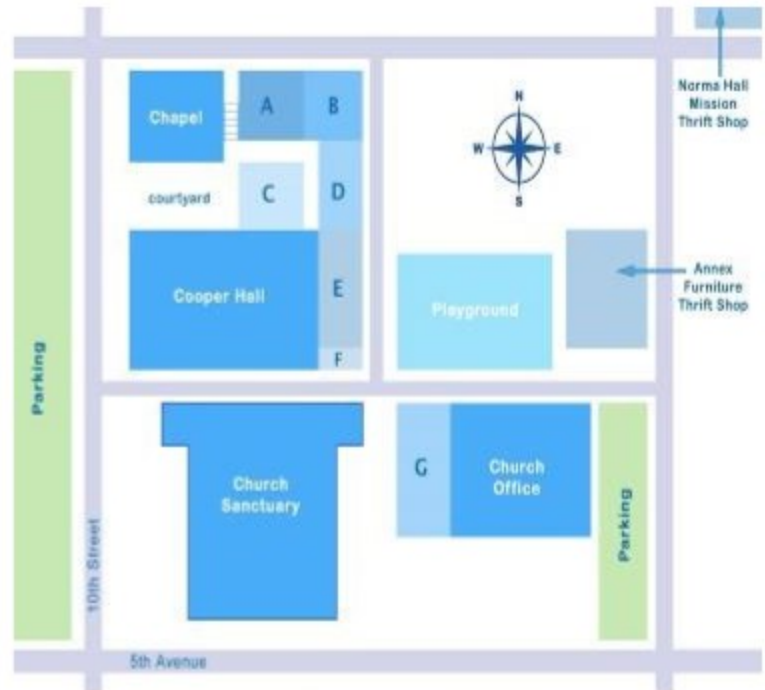 Norma Hall
Mission
Thrift Shop
Chapel
A
B
N
W
E
S
courtyard
C
D
Cooper Hall
E
F
Playground
Annex
Furniture
Thrift Shop
Parking
Church
Sanctuary
G
Church
Office
Parking
10th Street
5th Avenue